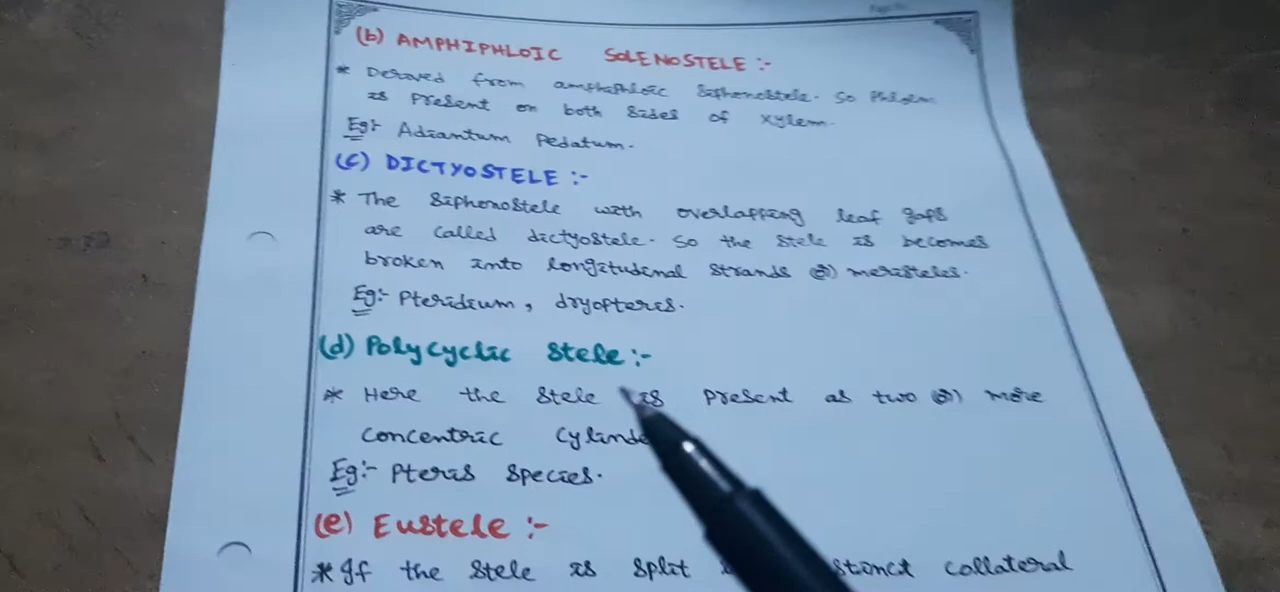 (b) AMPHIPHLOIC SOLENOSTELE :-
* Derived from amphiphloic Siphonostele. So Phloem
is Present on both Sides of xylem.
Eg:- Adiantum Pedatum.
(c) DICTYOSTELE :-
* The Siphonostele with overlapping leaf gaps
are called dictyostele. So the Stele is becomes
broken into longitudinal Strands (or) meristeles.
Eg:- Pteridium, dryopteris.
(d) Polycyclic Stele :-
* Here the Stele is Present as two (or) more
Concentric
Eg:- Pteris Species.
(e) Eustele :-
* If the Stele is Split collateral